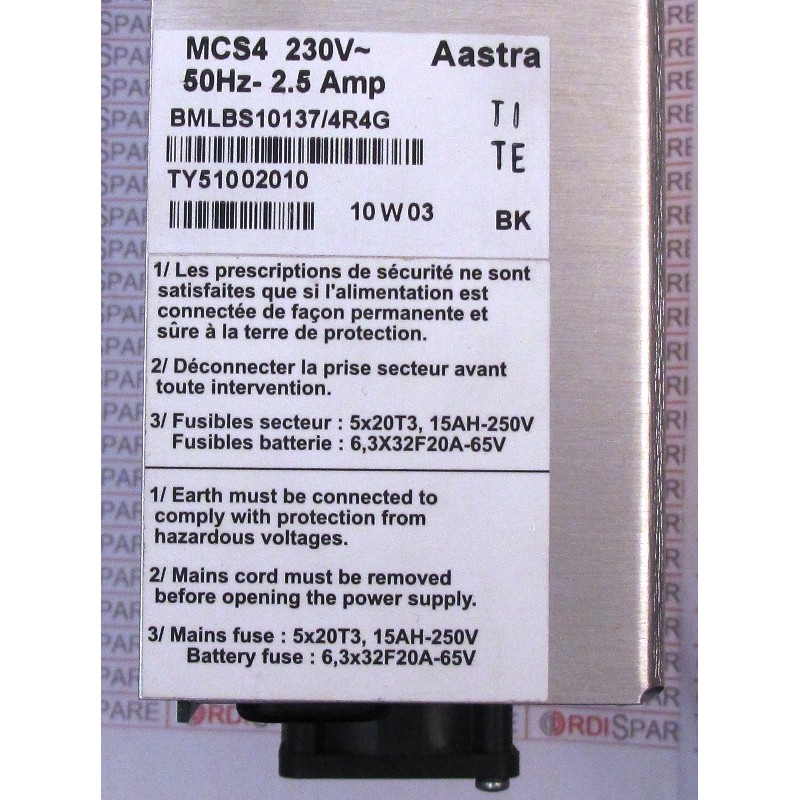 MCS4 230V~ Aastra
50Hz- 2.5 Amp
BMLBS10137/4R4G T1
TE
TY51002010
10 W 03 BK
1/ Les prescriptions de sécurité ne sont
satisfaites que si l'alimentation est
connectée de façon permanente et
sûre à la terre de protection.
2/ Déconnecter la prise secteur avant
toute intervention.
3/ Fusibles secteur : 5x20T3, 15AH-250V
Fusibles batterie : 6,3X32F20A-65V
1/ Earth must be connected to
comply with protection from
hazardous voltages.
2/ Mains cord must be removed
before opening the power supply.
3/ Mains fuse : 5x20T3, 15AH-250V
Battery fuse : 6,3x32F20A-65V
PARE ORDISPARE ORDISPARE